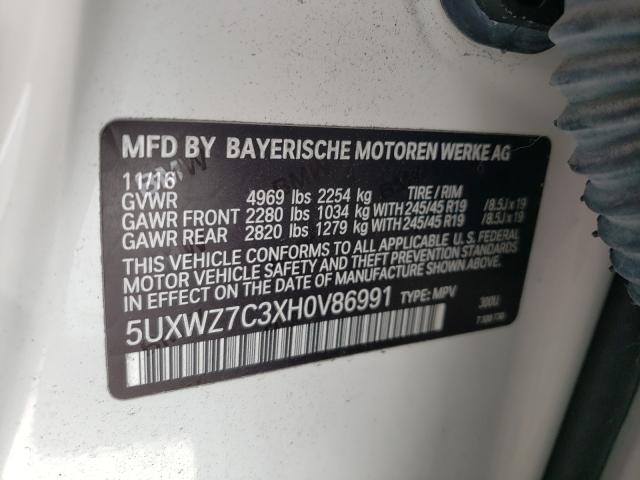 MFD BY BAYERISCHE MOTOREN WERKE AG
11/16
GVWR 4969 lbs 2254 kg TIRE / RIM
GAWR FRONT 2280 lbs 1034 kg WITH 245/45 R19 /8.5J x 19
GAWR REAR 2820 lbs 1279 kg WITH 245/45 R19 /8.5J x 19
THIS VEHICLE CONFORMS TO ALL APPLICABLE U.S. FEDERAL
MOTOR VEHICLE SAFETY AND THEFT PREVENTION STANDARDS
IN EFFECT ON THE DATE OF MANUFACTURE SHOWN ABOVE.
5UXWZ7C3XH0V86991 TYPE: MPV 300U